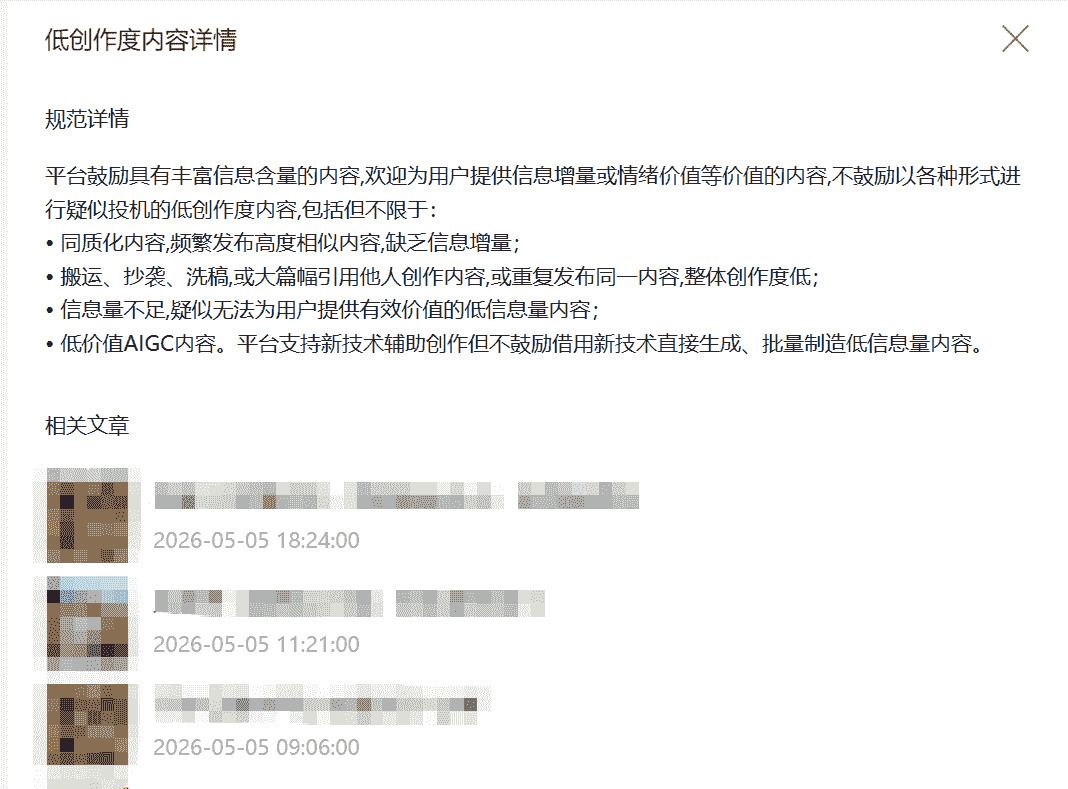 低创作度内容详情
规范详情
平台鼓励具有丰富信息含量的内容,欢迎为用户提供信息增量或情绪价值等价值的内容,不鼓励以各种形式进
行疑似投机的低创作度内容,包括但不限于：
• 同质化内容,频繁发布高度相似内容,缺乏信息增量；
• 搬运、抄袭、洗稿,或大篇幅引用他人创作内容,或重复发布同一内容,整体创作度低；
• 信息量不足,疑似无法为用户提供有效价值的低信息量内容；
• 低价值AIGC内容。平台支持新技术辅助创作但不鼓励借用新技术直接生成、批量制造低信息量内容。
相关文章
2026-05-05 18:24:00
2026-05-05 11:21:00
2026-05-05 09:06:00